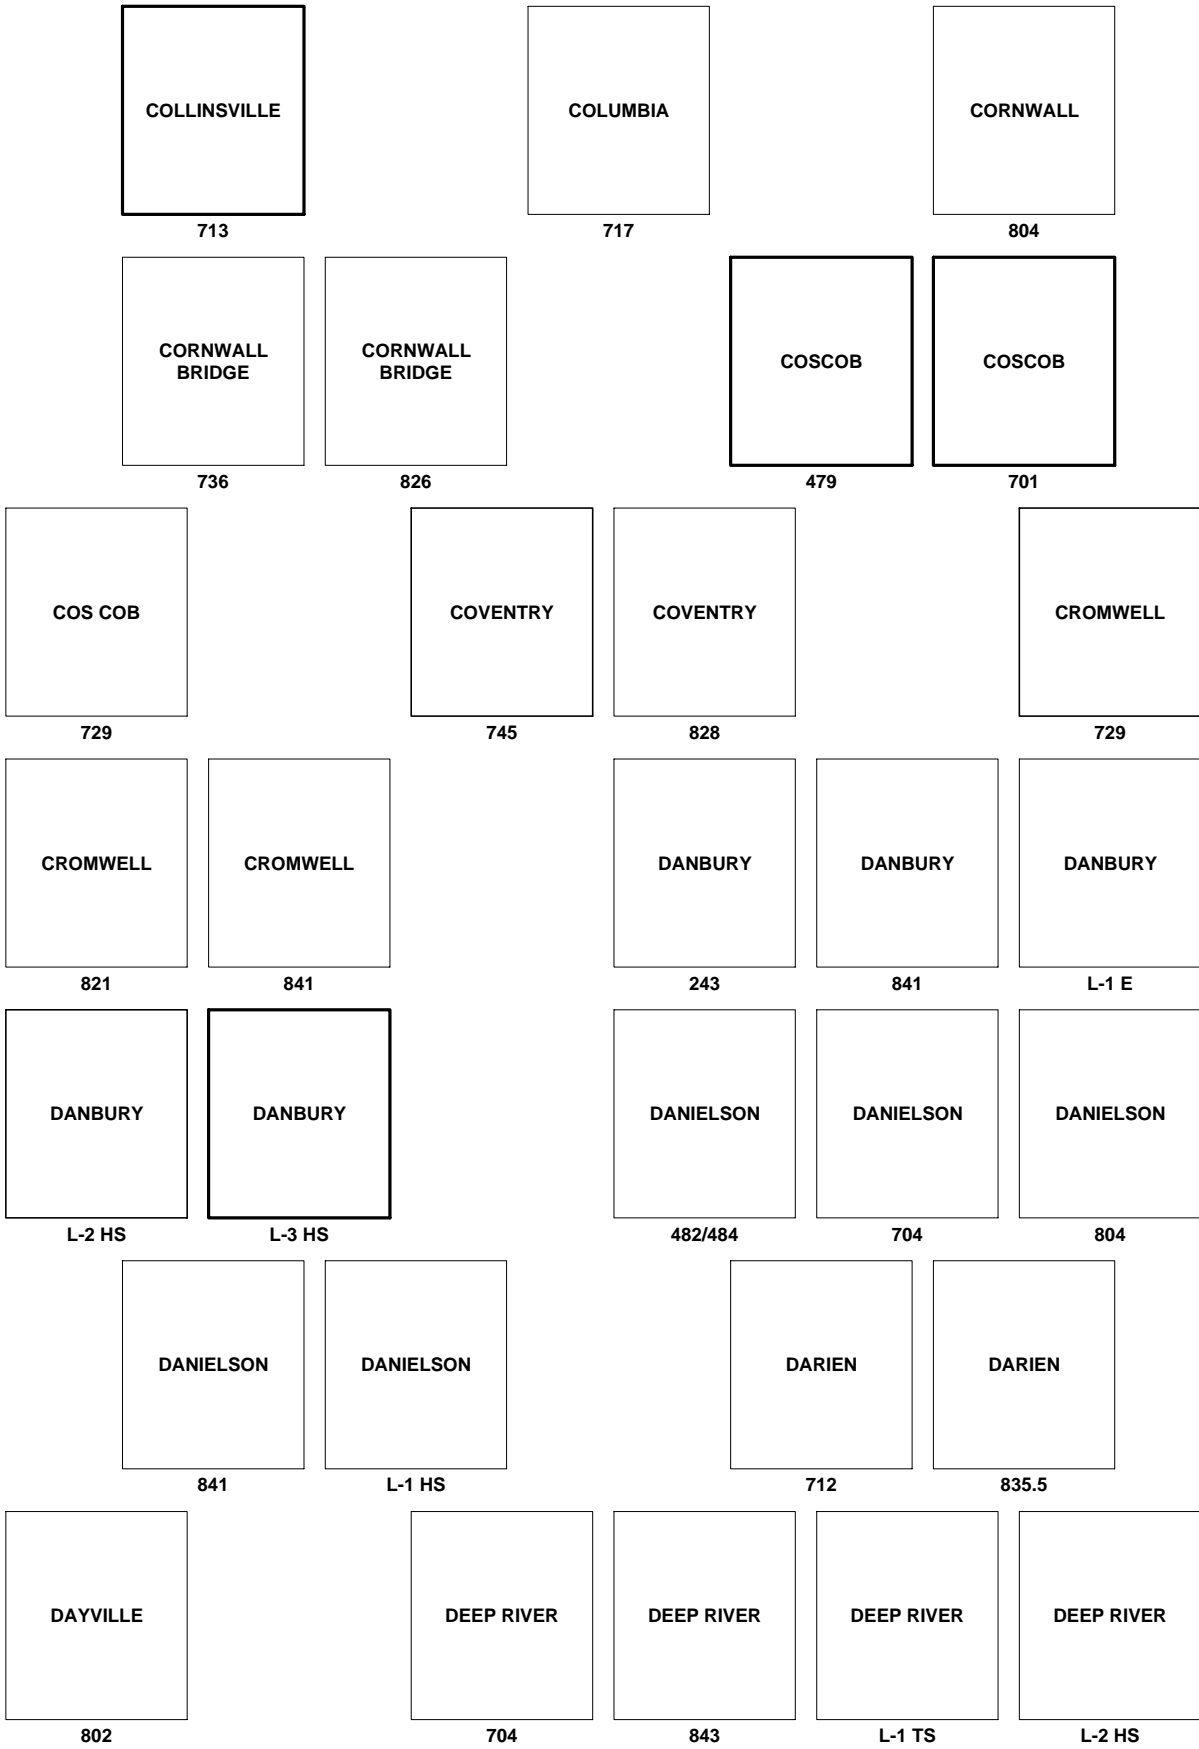 COLLINSVILLE
COLUMBIA
CORNWALL
713
717
804
CORNWALL
BRIDGE
CORNWALL
BRIDGE
COSCOB
COSCOB
736
826
479
701
COS COB
COVENTRY
COVENTRY
CROMWELL
729
745
828
729
CROMWELL
CROMWELL
DANBURY
DANBURY
DANBURY
821
841
243
841
L-1 E
DANBURY
DANBURY
DANIELSON
DANIELSON
DANIELSON
L-2 HS
L-3 HS
482/484
704
804
DANIELSON
DANIELSON
DARIEN
DARIEN
841
L-1 HS
712
835.5
DAYVILLE
DEEP RIVER
DEEP RIVER
DEEP RIVER
DEEP RIVER
802
704
843
L-1 TS
L-2 HS